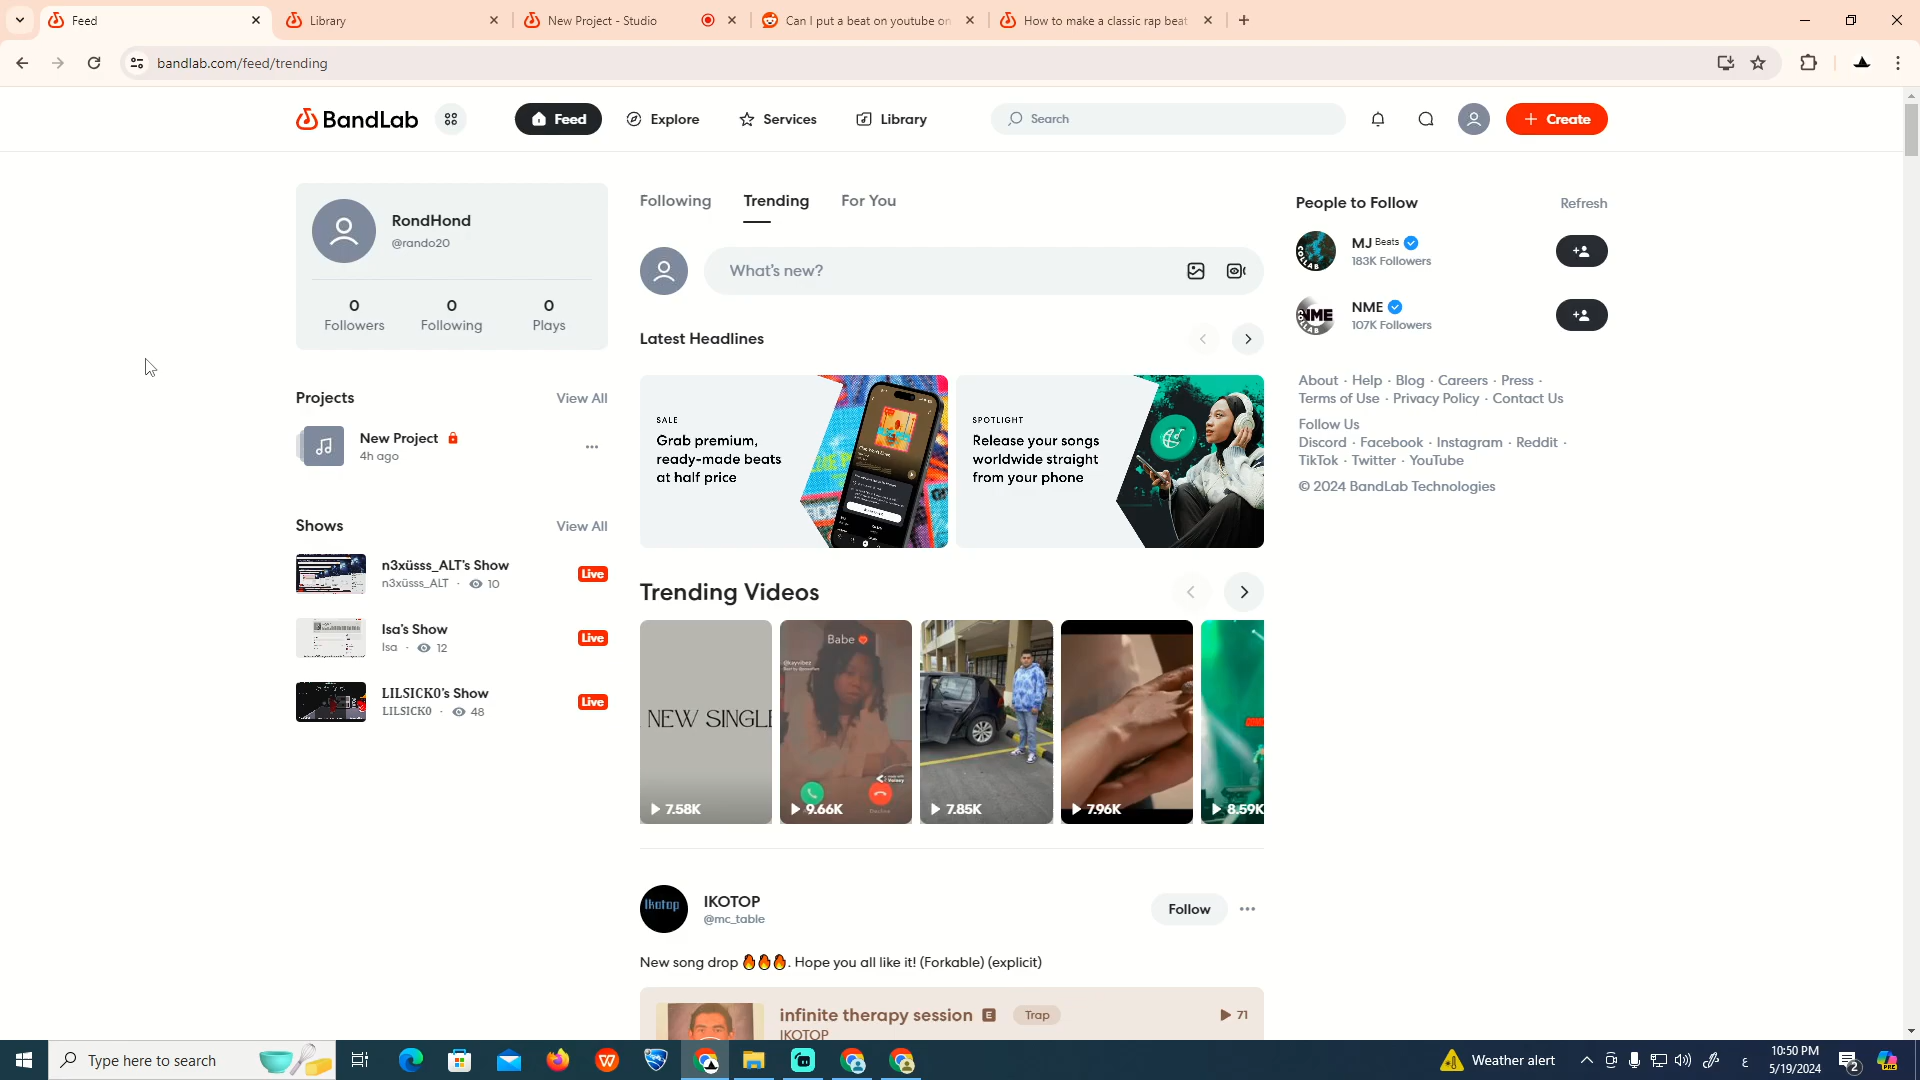 Feed
Library
New Project - Studio
Can I put a beat on youtube on
How to make a classic rap beat
bandlab.com/feed/trending
BandLab
Feed
Explore
Services
Library
Search
+ Create
RondHond
@rando20
0 0 0
Followers Following Plays
Projects View All
New Project
4h ago
Shows View All
n3xüsss_ALT's Show
n3xüsss_ALT · 10
Live
Isa's Show
Isa · 12
Live
LILSICK0's Show
LILSICK0 · 48
Live
Following Trending For You
What's new?
Latest Headlines
SALE
Grab premium,
ready-made beats
at half price
SPOTLIGHT
Release your songs
worldwide straight
from your phone
Trending Videos
NEW SINGLE
7.58K
Babe
9.66K
7.85K
7.96K
8.59K
Ikotop
IKOTOP
@mc_table
Follow
New song drop 🔥🔥🔥. Hope you all like it! (Forkable) (explicit)
infinite therapy session E Trap
71
IKOTOP
People to Follow Refresh
MJ Beats
183K Followers
NME
107K Followers
About · Help · Blog · Careers · Press ·
Terms of Use · Privacy Policy · Contact Us
Follow Us
Discord · Facebook · Instagram · Reddit ·
TikTok · Twitter · YouTube
© 2024 BandLab Technologies
Type here to search
Weather alert
ع
10:50 PM
5/19/2024
2